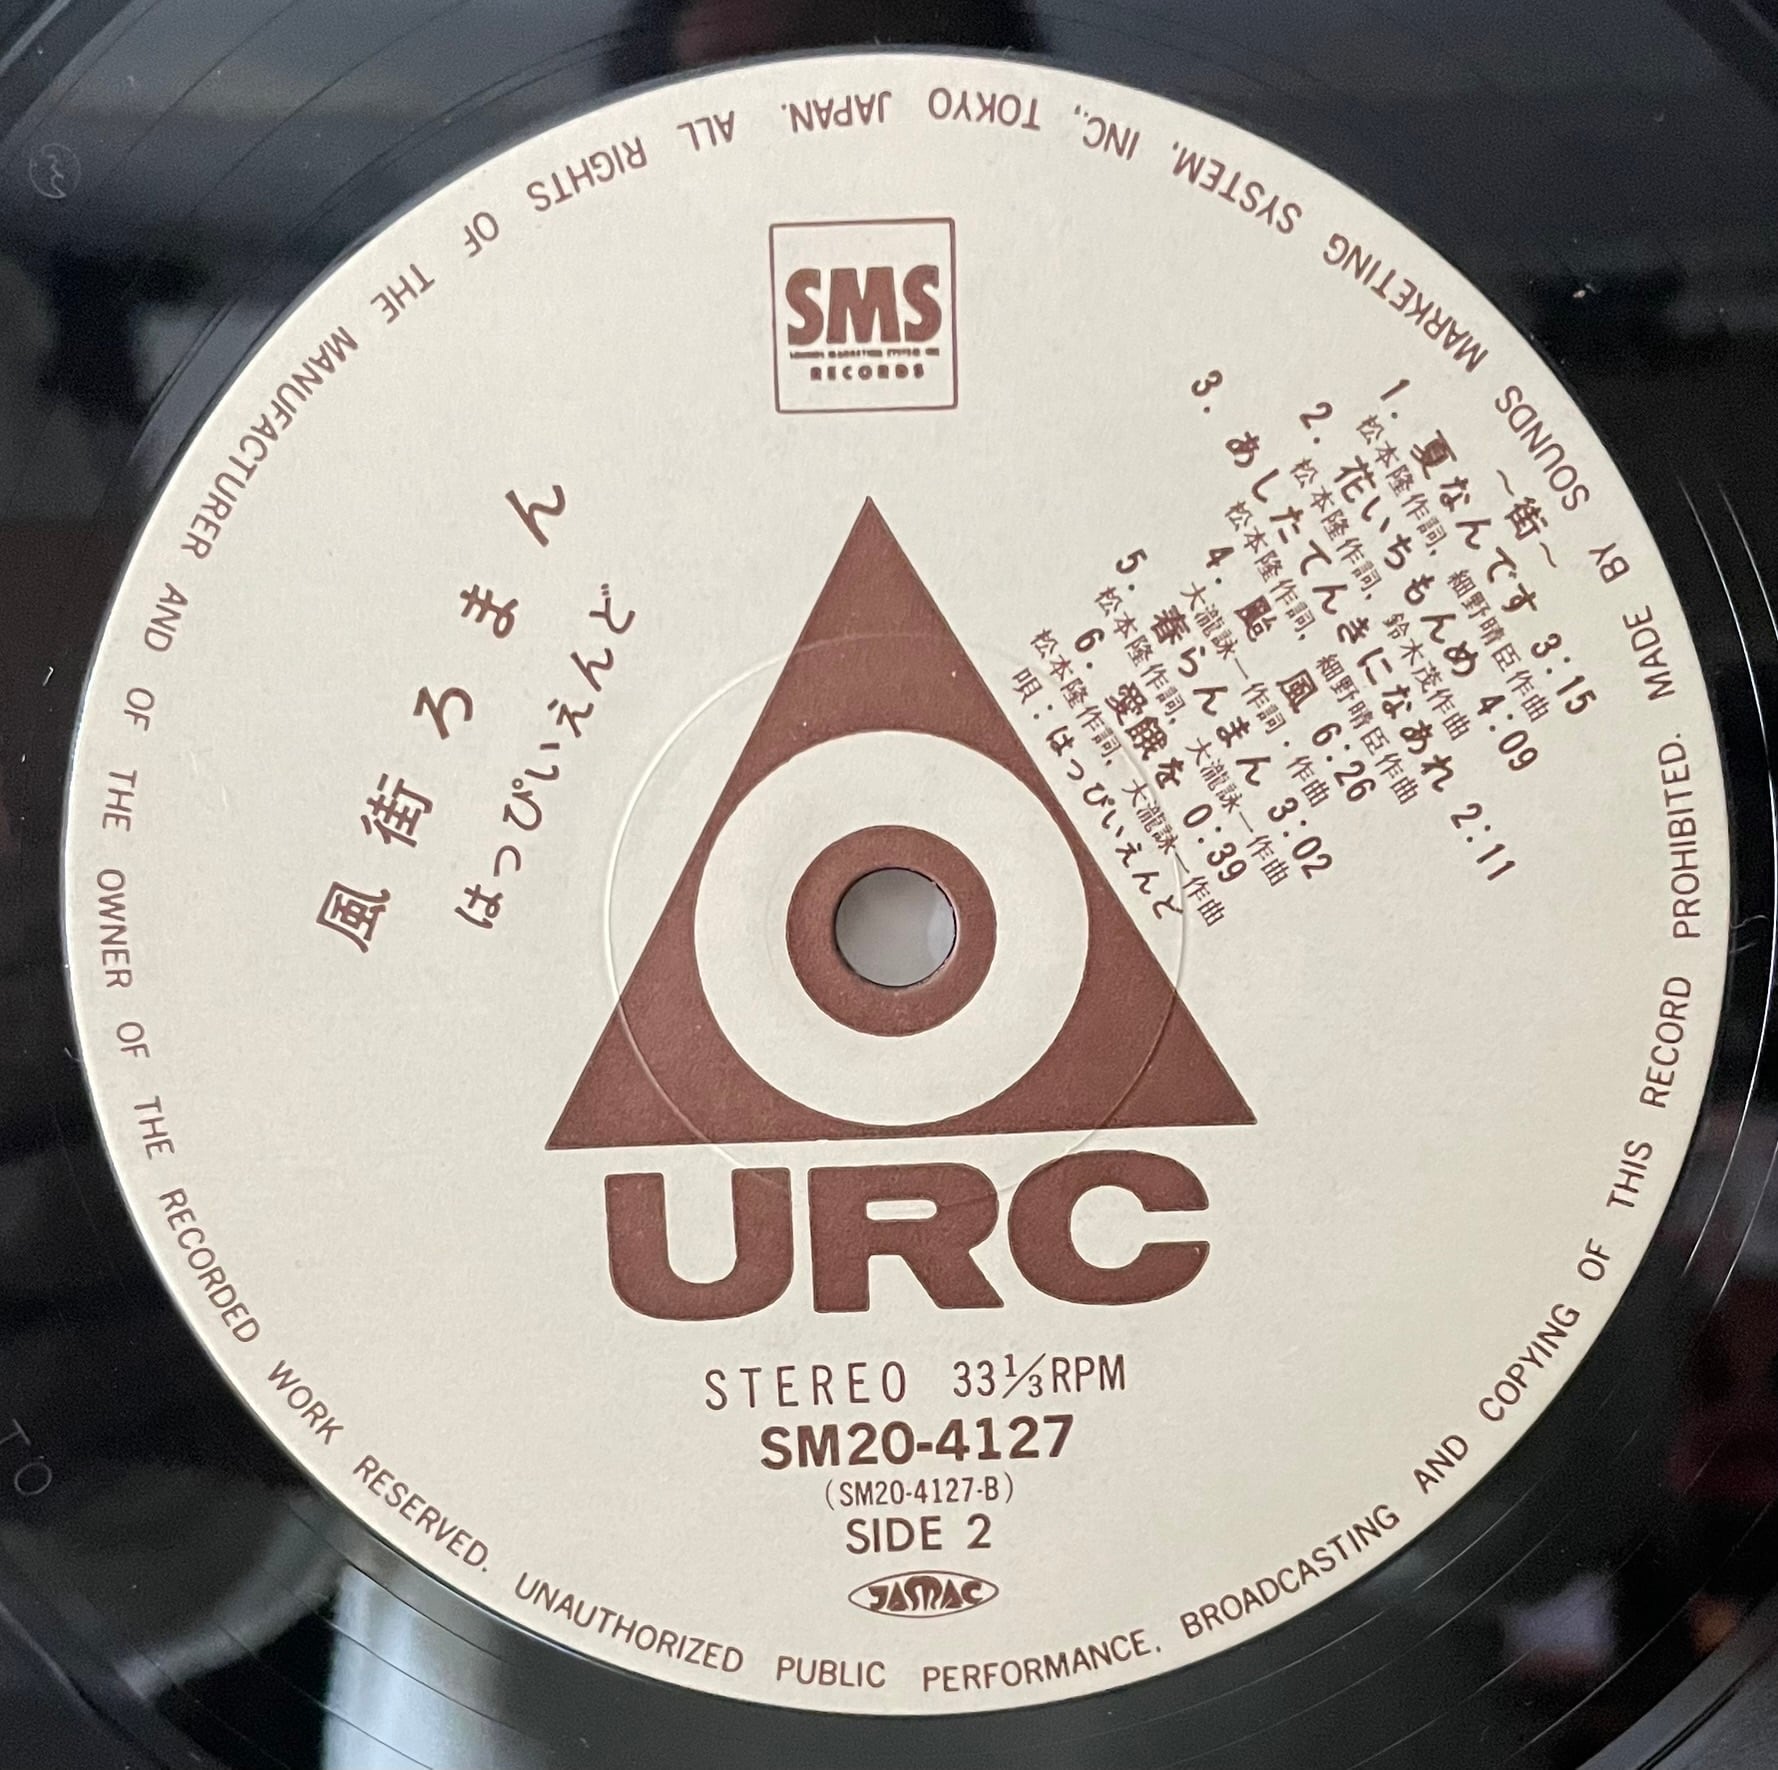 SMS
SOUNDS MARKETING SYSTEM INC
RECORDS
風街ろまん
はっぴいえんど
〜街〜
1. 夏なんです 3:15
松本隆作詞, 細野晴臣作曲
2. 花いちもんめ 4:09
松本隆作詞, 鈴木茂作曲
3. あしたてんきになあれ 2:11
松本隆作詞, 細野晴臣作曲
4. 颱風 6:26
大瀧詠一作詞・作曲
5. 春らんまん 3:02
松本隆作詞, 大瀧詠一作曲
6. 愛餓を 0:39
松本隆作詞, 大瀧詠一作曲
唄:はっぴいえんど
URC
STEREO 33⅓RPM
SM20-4127
(SM20-4127-B)
SIDE 2
JASRAC
MADE BY SOUNDS MARKETING SYSTEM, INC., TOKYO JAPAN. ALL RIGHTS OF THE MANUFACTURER AND OF THE OWNER OF THE RECORDED WORK RESERVED. UNAUTHORIZED PUBLIC PERFORMANCE, BROADCASTING AND COPYING OF THIS RECORD PROHIBITED.
TO